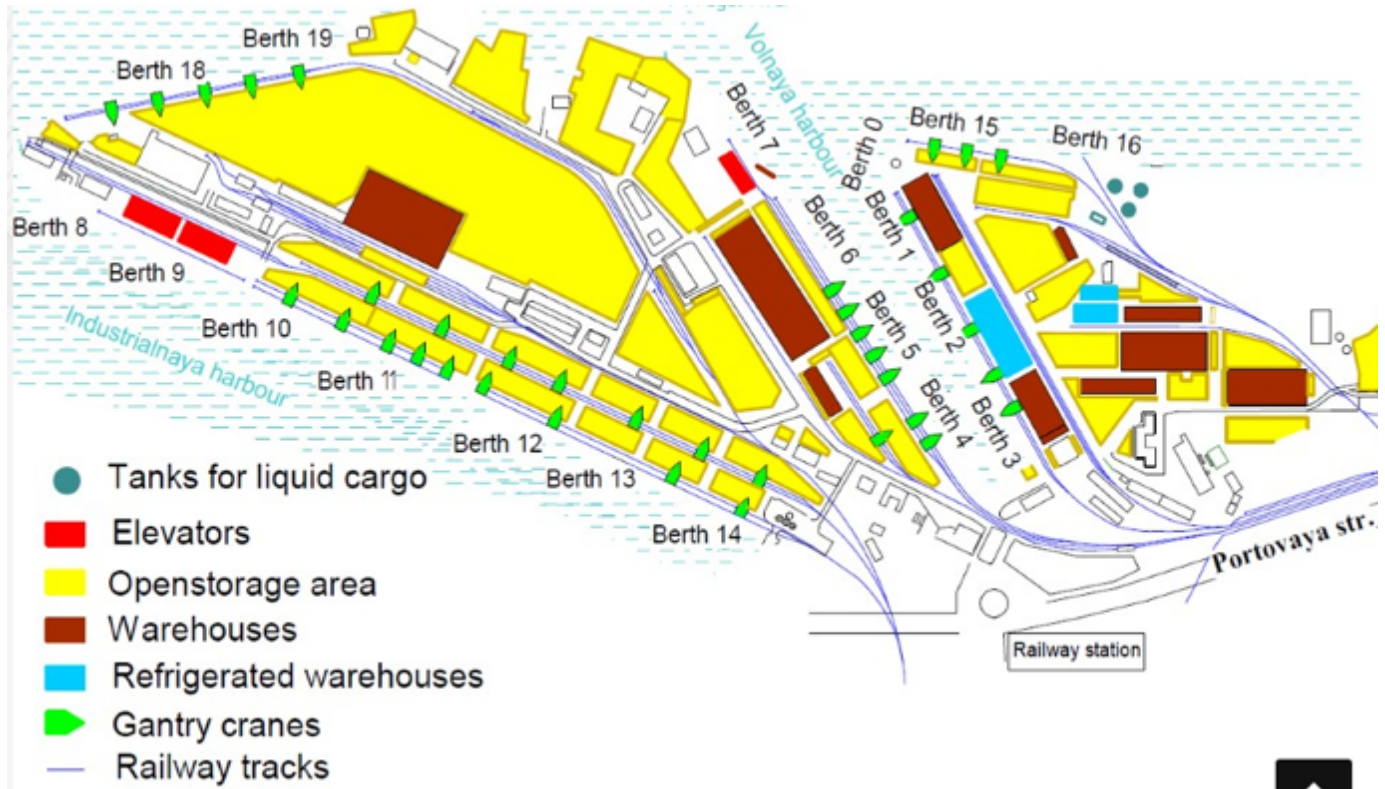 Volnaya harbour
Berth 19
Berth 18
Berth 7
Berth 0
Berth 15
Berth 16
Berth 8
Berth 9
Berth 6
Berth 1
Berth 10
Berth 5
Berth 2
Industrialnaya harbour
Berth 11
Berth 4
Berth 3
Berth 12
Berth 13
Berth 14
Portovaya str.
Railway station
Tanks for liquid cargo
Elevators
Openstorage area
Warehouses
Refrigerated warehouses
Gantry cranes
Railway tracks